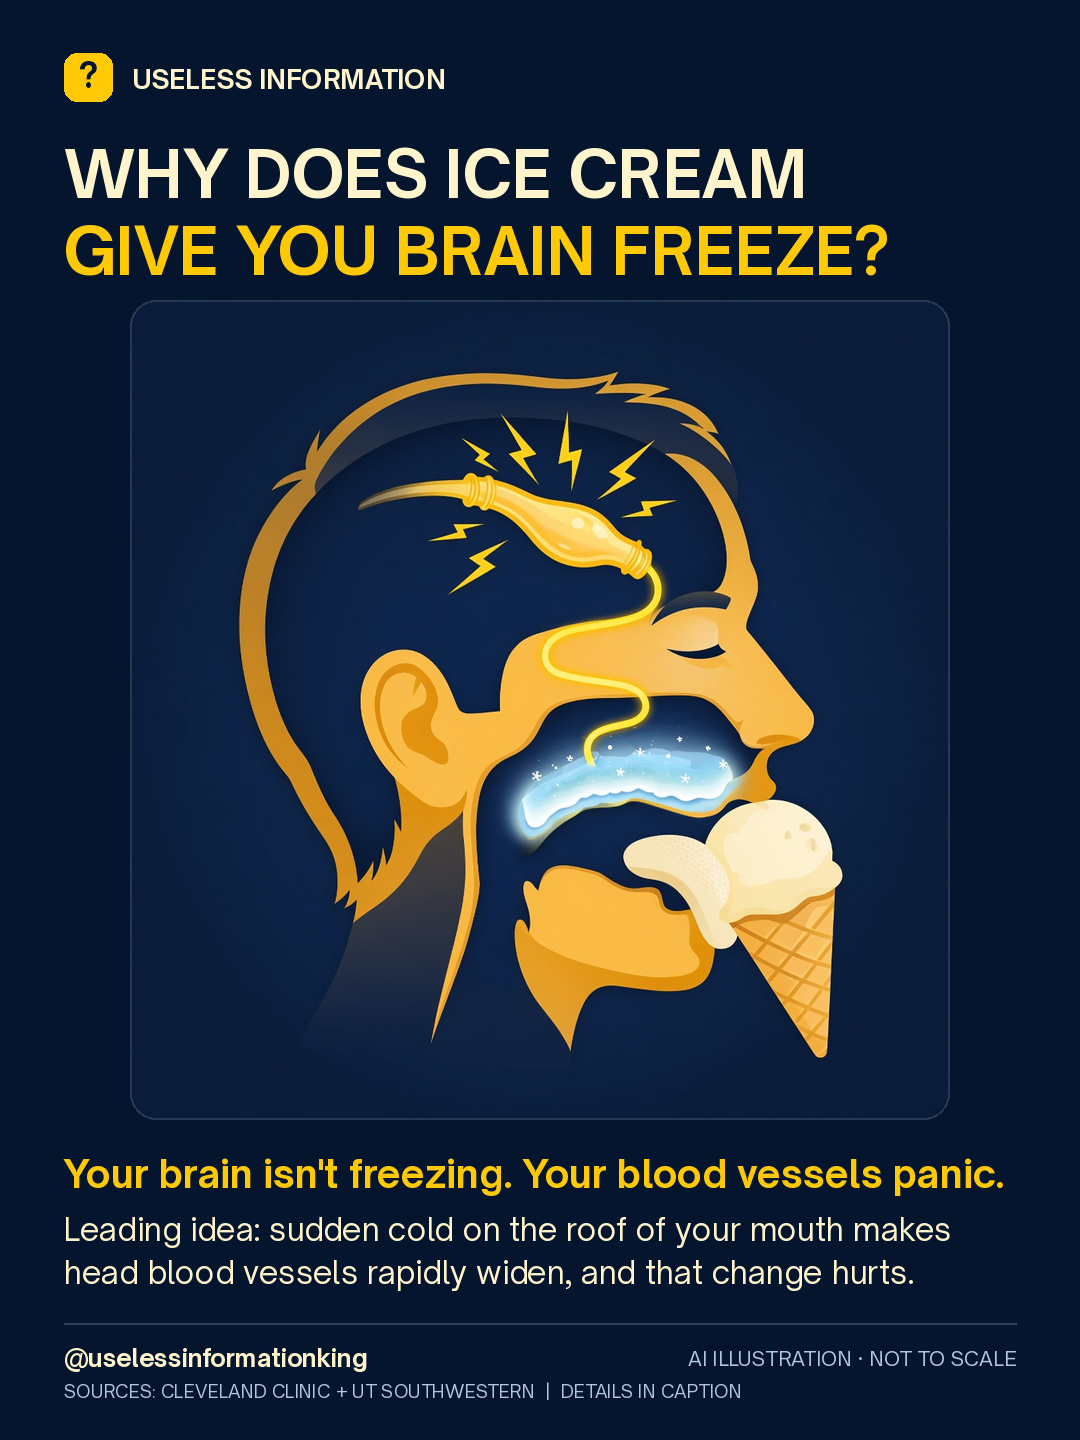 ?
USELESS INFORMATION
WHY DOES ICE CREAM
GIVE YOU BRAIN FREEZE?
Your brain isn't freezing. Your blood vessels panic.
Leading idea: sudden cold on the roof of your mouth makes
head blood vessels rapidly widen, and that change hurts.
@uselessinformationking
AI ILLUSTRATION · NOT TO SCALE
SOURCES: CLEVELAND CLINIC + UT SOUTHWESTERN | DETAILS IN CAPTION